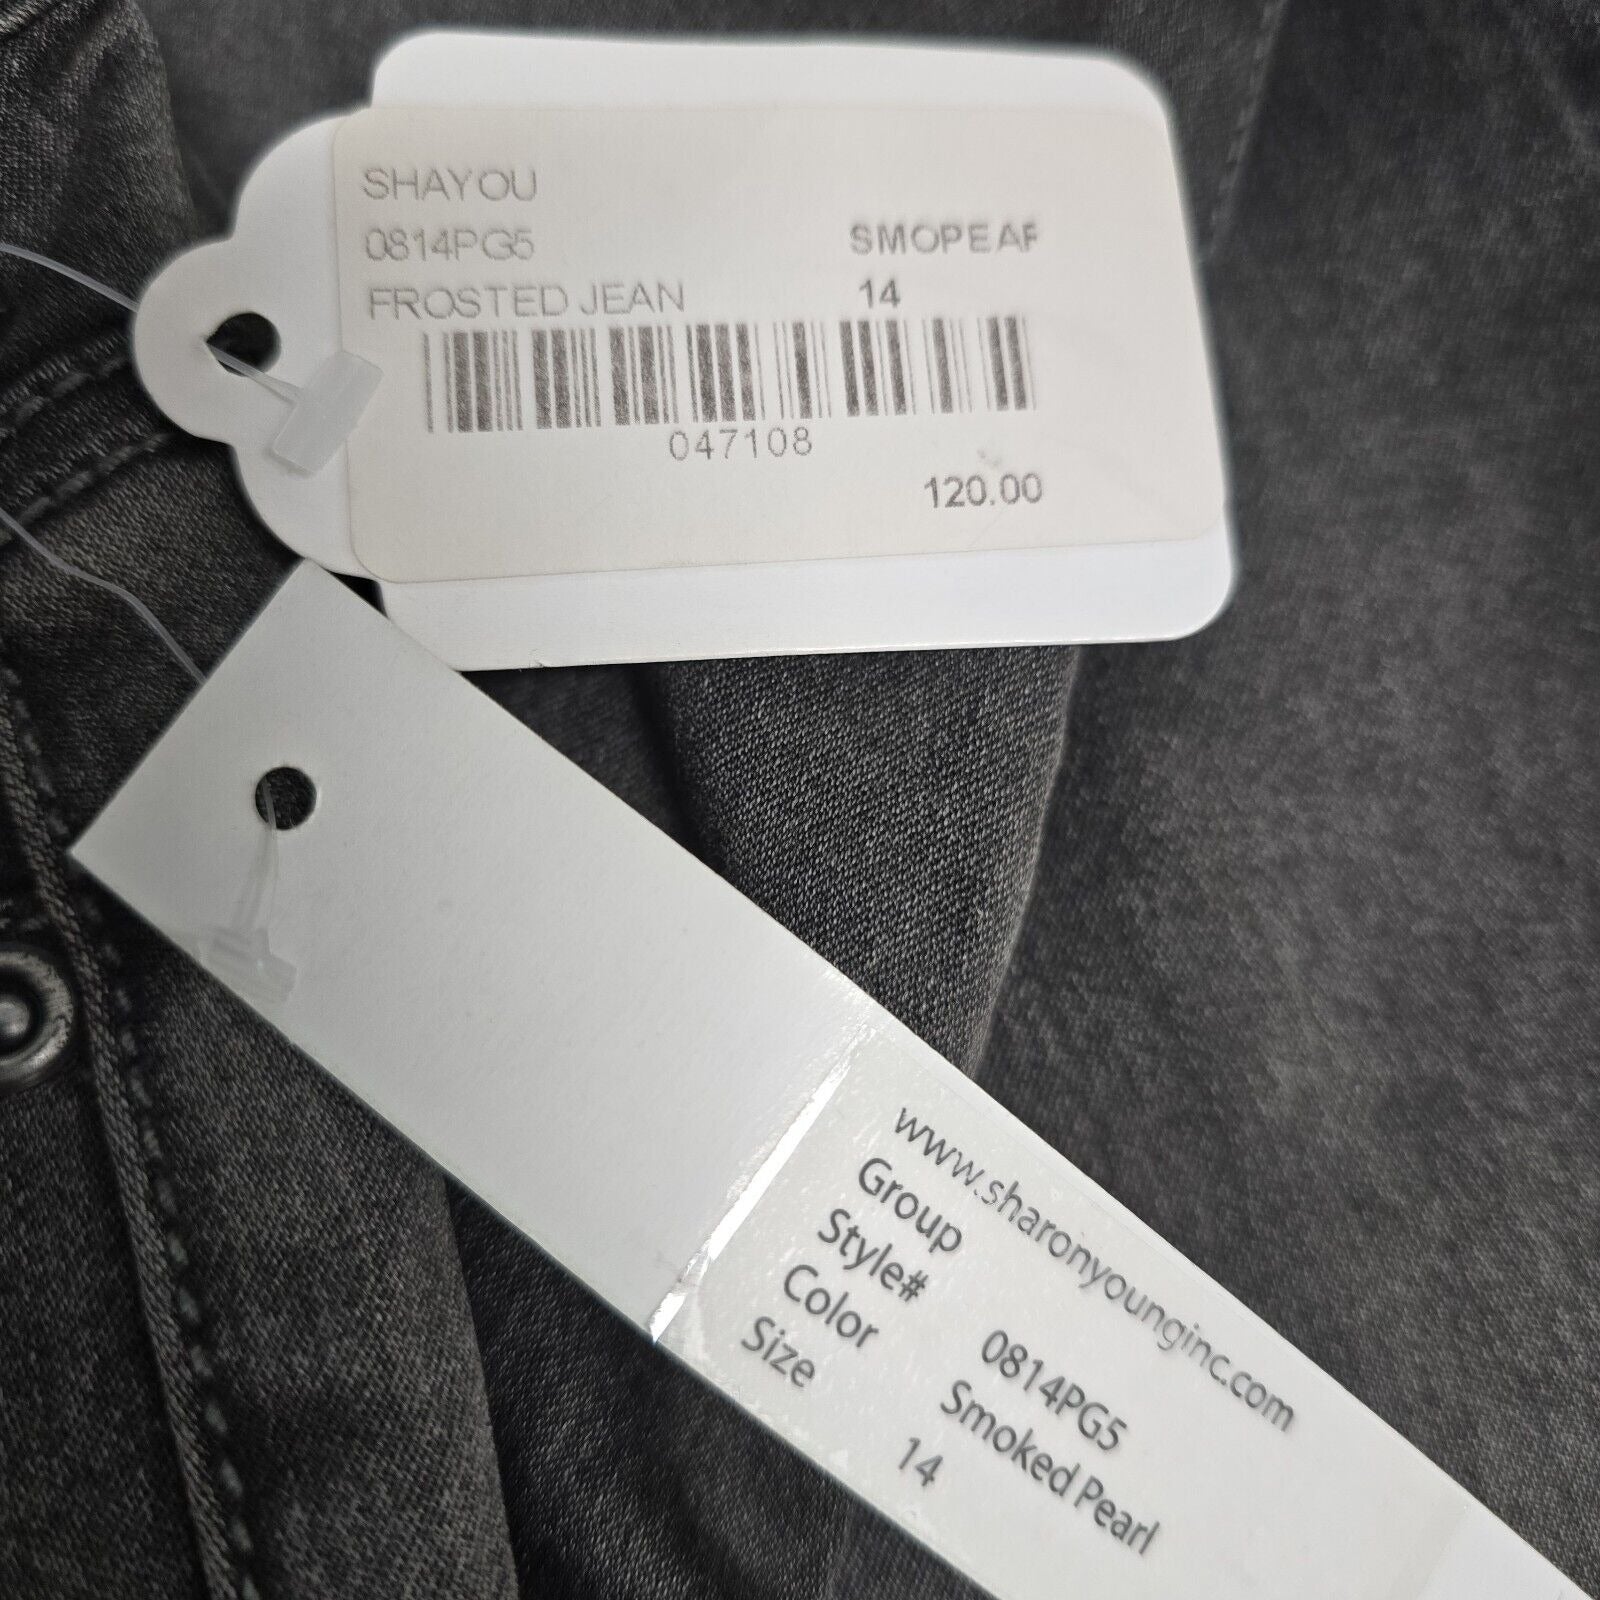 SHAYOU
0814PG5 SMOPEAR
FROSTED JEAN 14
047108
120.00
www.sharonyounginc.com
Group
Style# 0814PG5
Color Smoked Pearl
Size 14